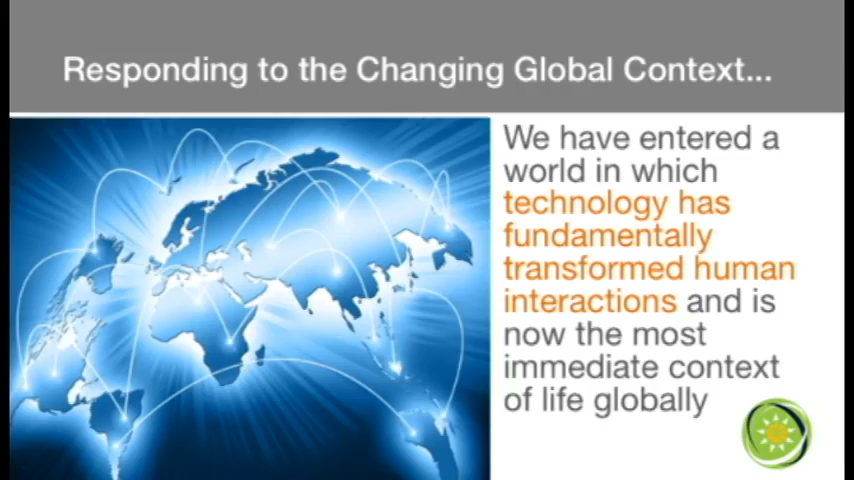 Responding to the Changing Global Context...
We have entered a
world in which
technology has
fundamentally
transformed human
interactions and is
now the most
immediate context
of life globally